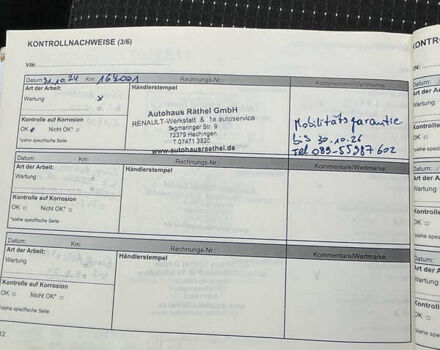 KONTROLLNACHWEISE (3/6)
VIN:
Datum: 31.10.24 Km: 167001 Rechnungs-Nr.: Kommentare/Wertmarke
Art der Arbeit: Händlerstempel
Wartung x
Autohaus Räthel GmbH
RENAULT-Werkstatt & 1a autoservice
Sigmaringer Str. 9
72379 Hechingen
T 07471.3820
www.autohausraethel.de
Mobilitätsgarantie
bis 30.10.26
Tel 089-55987602
Kontrolle auf Korrosion
OK Nicht OK*
*siehe spezifische Seite
Datum: Km: Rechnungs-Nr.: Kommentare/Wertmarke
Art der Arbeit: Händlerstempel
Wartung
Kontrolle auf Korrosion
OK Nicht OK*
*siehe spezifische Seite
Datum: Km: Rechnungs-Nr.: Kommentare/Wertmarke
Art der Arbeit: Händlerstempel
Wartung
Kontrolle auf Korrosion
OK Nicht OK*
*siehe spezifische Seite